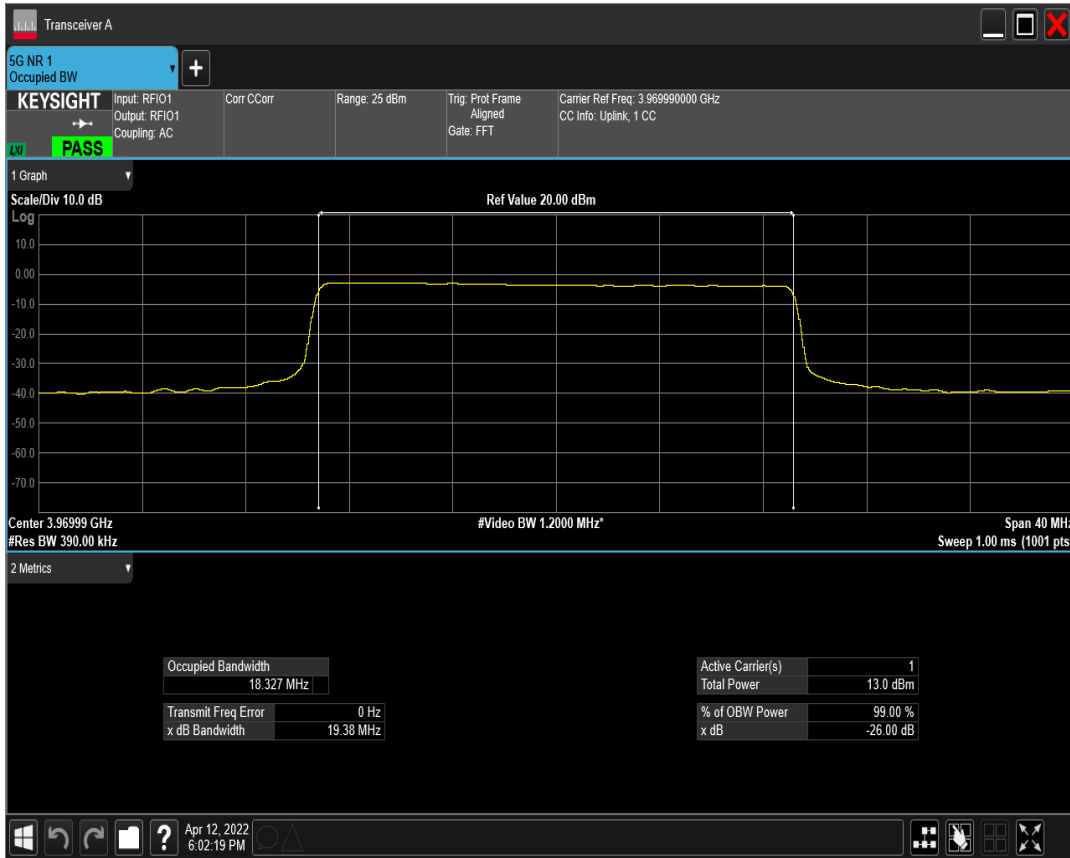 Transceiver A
5G NR 1
Occupied BW
KEYSIGHT
Input: RFIO1
Output: RFIO1
Coupling: AC
Corr CCorr
Range: 25 dBm
Trig: Prot Frame
Aligned
Gate: FFT
Carrier Ref Freq: 3.969990000 GHz
CC Info: Uplink, 1 CC
LXI
PASS
1 Graph
Scale/Div 10.0 dB
Ref Value 20.00 dBm
Log
10.0
0.00
-10.0
-20.0
-30.0
-40.0
-50.0
-60.0
-70.0
Center 3.96999 GHz
#Video BW 1.2000 MHz*
Span 40 MHz
#Res BW 390.00 kHz
Sweep 1.00 ms (1001 pts
2 Metrics
Occupied Bandwidth
18.327 MHz
Transmit Freq Error 0 Hz
x dB Bandwidth 19.38 MHz
Active Carrier(s) 1
Total Power 13.0 dBm
% of OBW Power 99.00 %
x dB -26.00 dB
?
Apr 12, 2022
6:02:19 PM